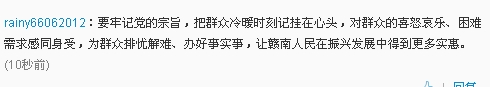 rainy66062012：要牢记党的宗旨，把群众冷暖时刻记挂在心头，对群众的喜怒哀乐、困难
需求感同身受，为群众排忧解难、办好事实事，让赣南人民在振兴发展中得到更多实惠。
(10秒前)